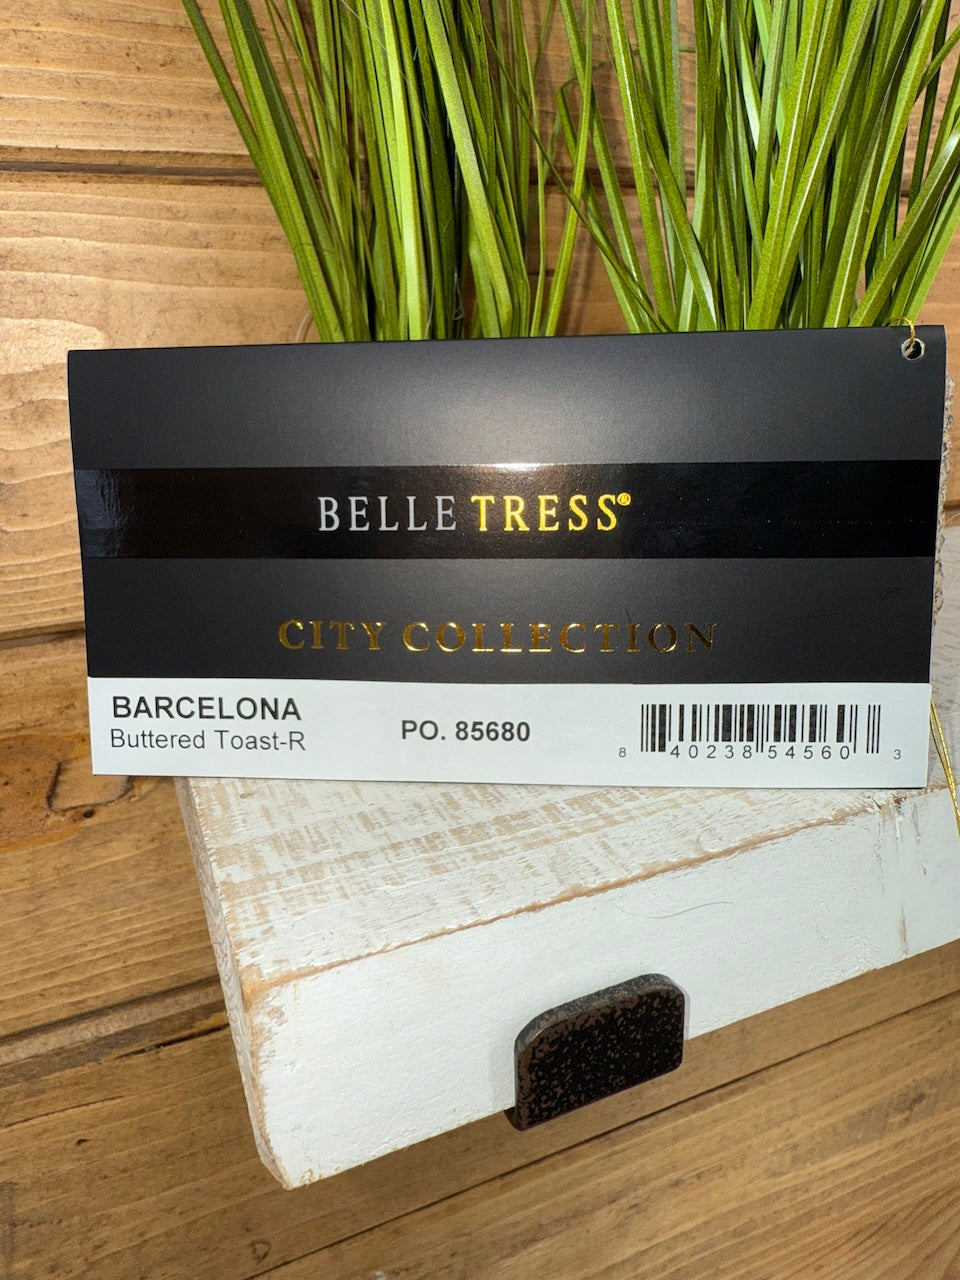 BELLE TRESS®
CITY COLLECTION
BARCELONA
Buttered Toast-R
PO. 85680
8 40238 54560 3